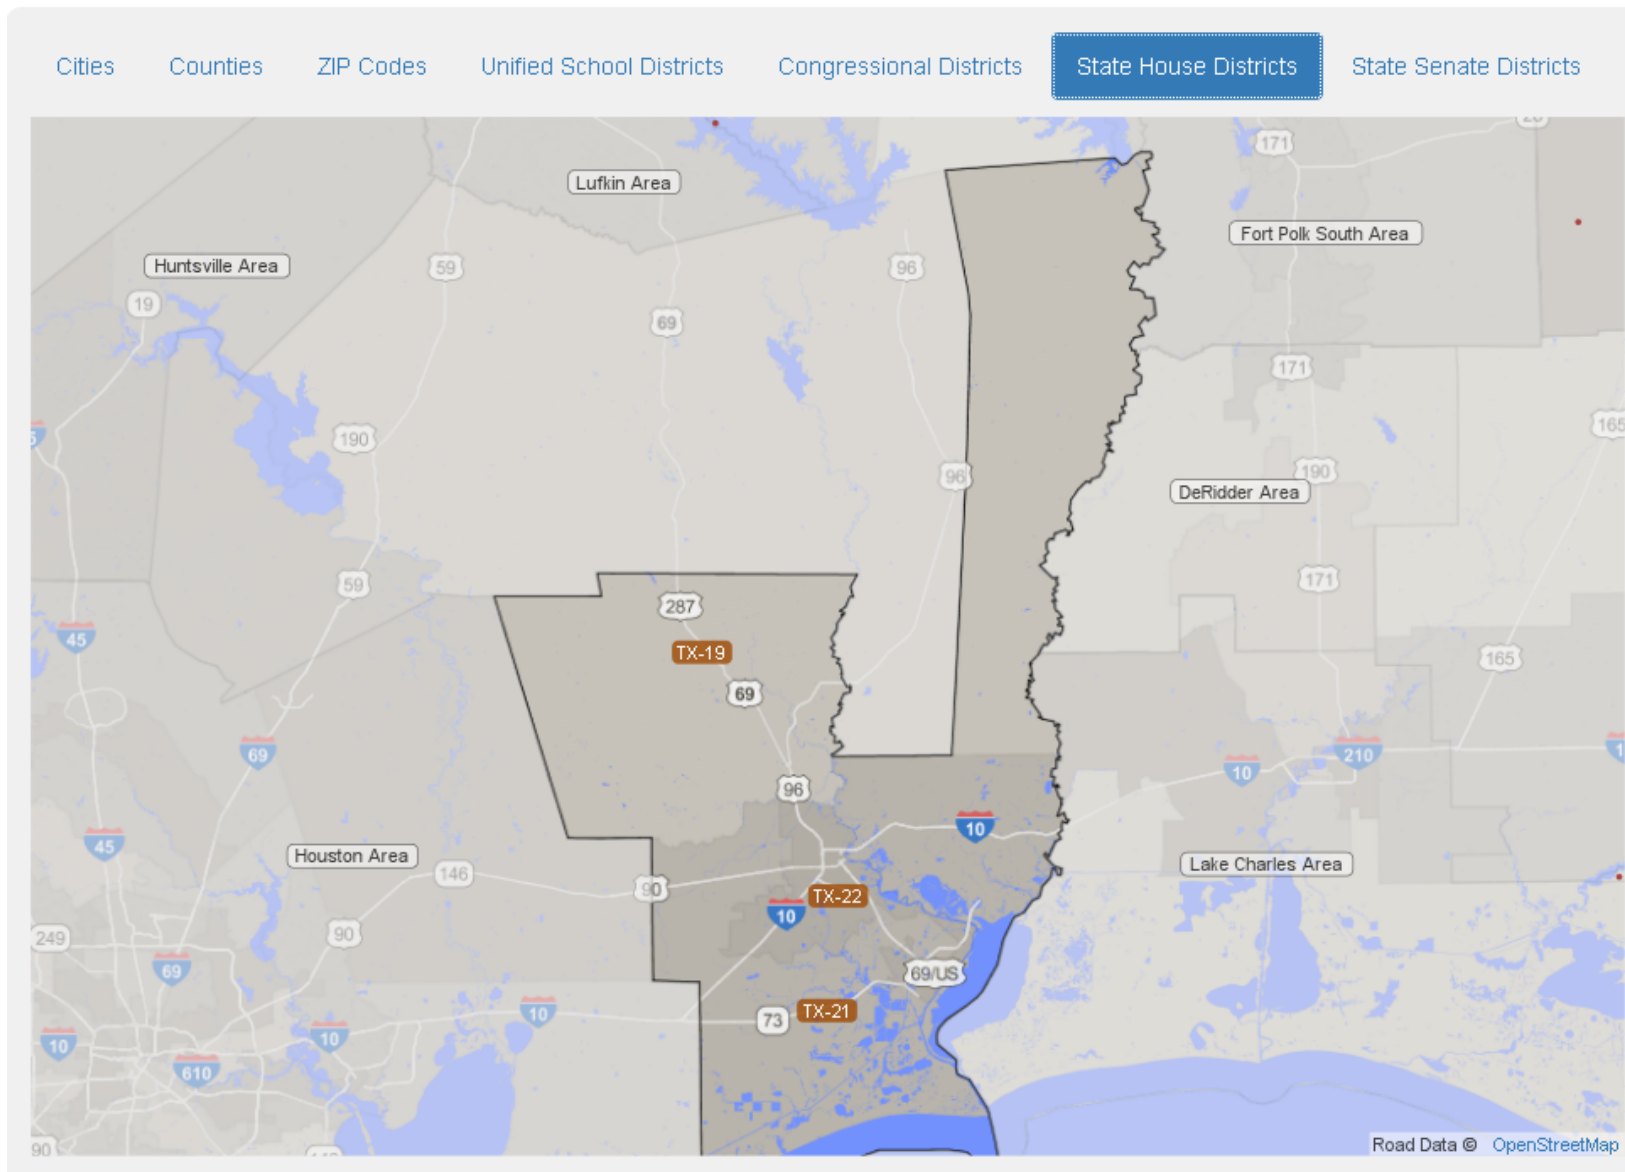 Cities Counties ZIP Codes Unified School Districts Congressional Districts State House Districts State Senate Districts
171
Lufkin Area
Fort Polk South Area
Huntsville Area
59
96
19
69
171
165
190
96
190
DeRidder Area
59
171
287
45
TX-19
165
69
69
10
210
96
10
45
Houston Area
Lake Charles Area
146
90
TX-22
10
249
90
69
69/US
10
TX-21
73
10
10
610
90
Road Data © OpenStreetMap